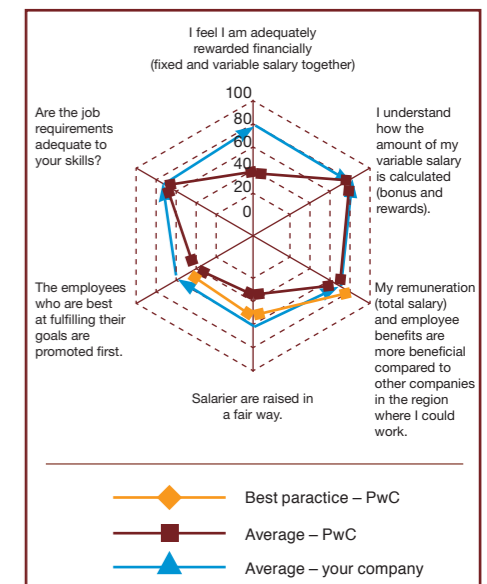 I feel I am adequately
rewarded financially
(fixed and variable salary together)
100
80
60
40
20
0
Are the job
requirements
adequate to
your skills?
I understand
how the
amount of my
variable salary
is calculated
(bonus and
rewards).
The employees
who are best
at fulfilling their
goals are
promoted first.
My remuneration
(total salary)
and employee
benefits are
more beneficial
compared to
other companies
in the region
where I could
work.
Salarier are raised in
a fair way.
Best paractice – PwC
Average – PwC
Average – your company